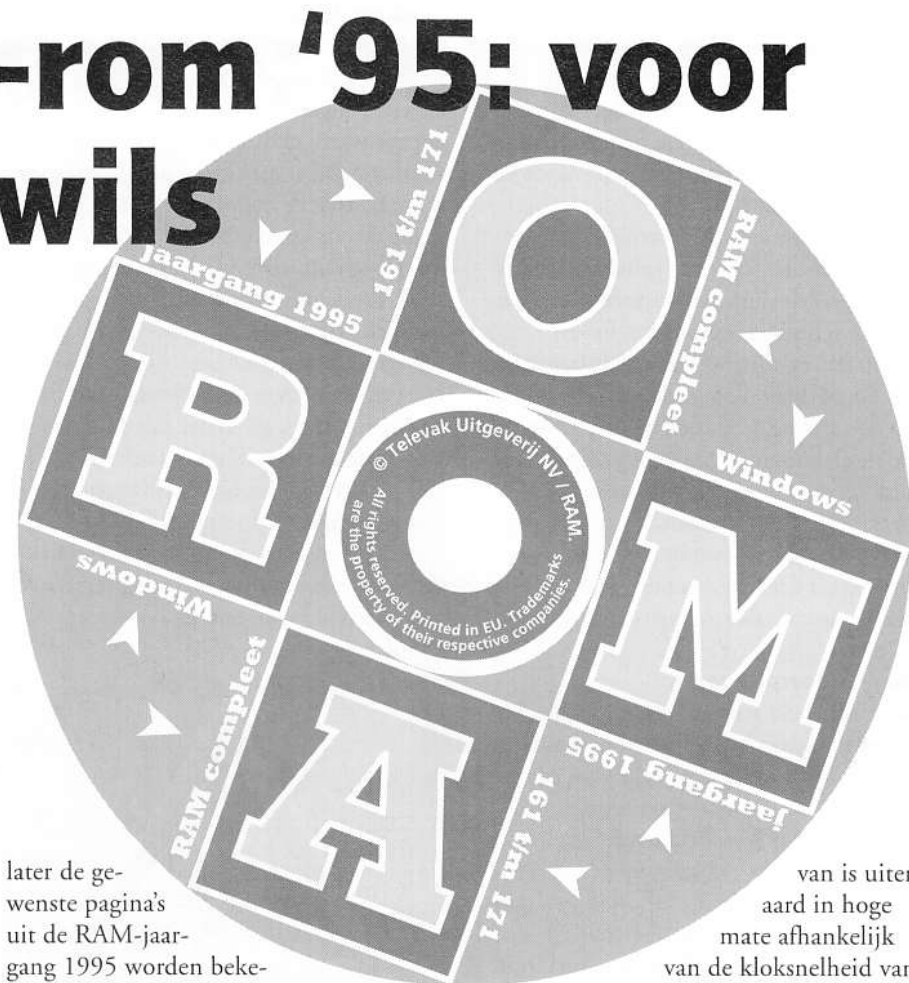 -rom '95: voor
wils
jaargang 1995
161 t/m 171
O
RAM compleet
Windows
R
© Televak Uitgeverij NV / RAM.
All rights reserved. Printed in EU. Trademarks
are the property of their respective companies.
M
Windows
RAM compleet
A
161 t/m 171
jaargang 1995
later de ge-
wenste pagina's
uit de RAM-jaar-
gang 1995 worden beke-
van is uiter
aard in hoge
mate afhankelijk
van de kloksnelheid van